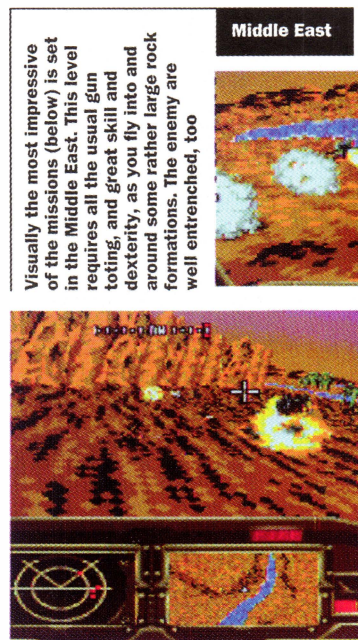 Middle East
Visually the most impressive
of the missions (below) is set
in the Middle East. This level
requires all the usual gun
toting, and great skill and
dexterity, as you fly into and
around some rather large rock
formations. The enemy are
well entrenched, too